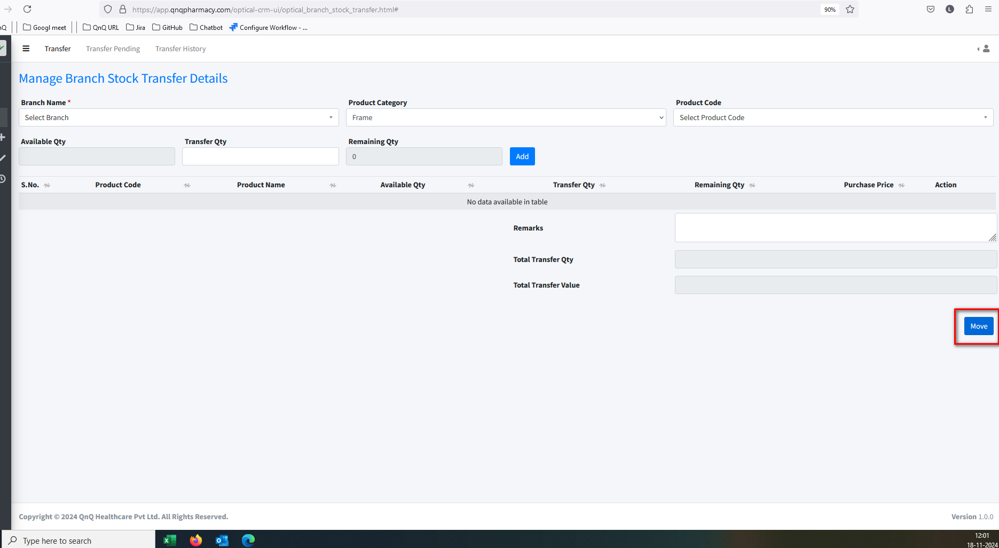 https://app.qnqpharmacy.com/optical-crm-ui/optical_branch_stock_transfer.html#
90%
L
Googl meet
QnQ URL
Jira
GitHub
Chatbot
Configure Workflow - ...
Transfer
Transfer Pending
Transfer History
Manage Branch Stock Transfer Details
Branch Name *
Product Category
Product Code
Select Branch
Frame
Select Product Code
Available Qty
Transfer Qty
Remaining Qty
0
Add
S.No.
Product Code
Product Name
Available Qty
Transfer Qty
Remaining Qty
Purchase Price
Action
No data available in table
Remarks
Total Transfer Qty
Total Transfer Value
Move
Copyright © 2024 QnQ Healthcare Pvt Ltd. All Rights Reserved.
Version 1.0.0
Type here to search
12:01
18-11-2024